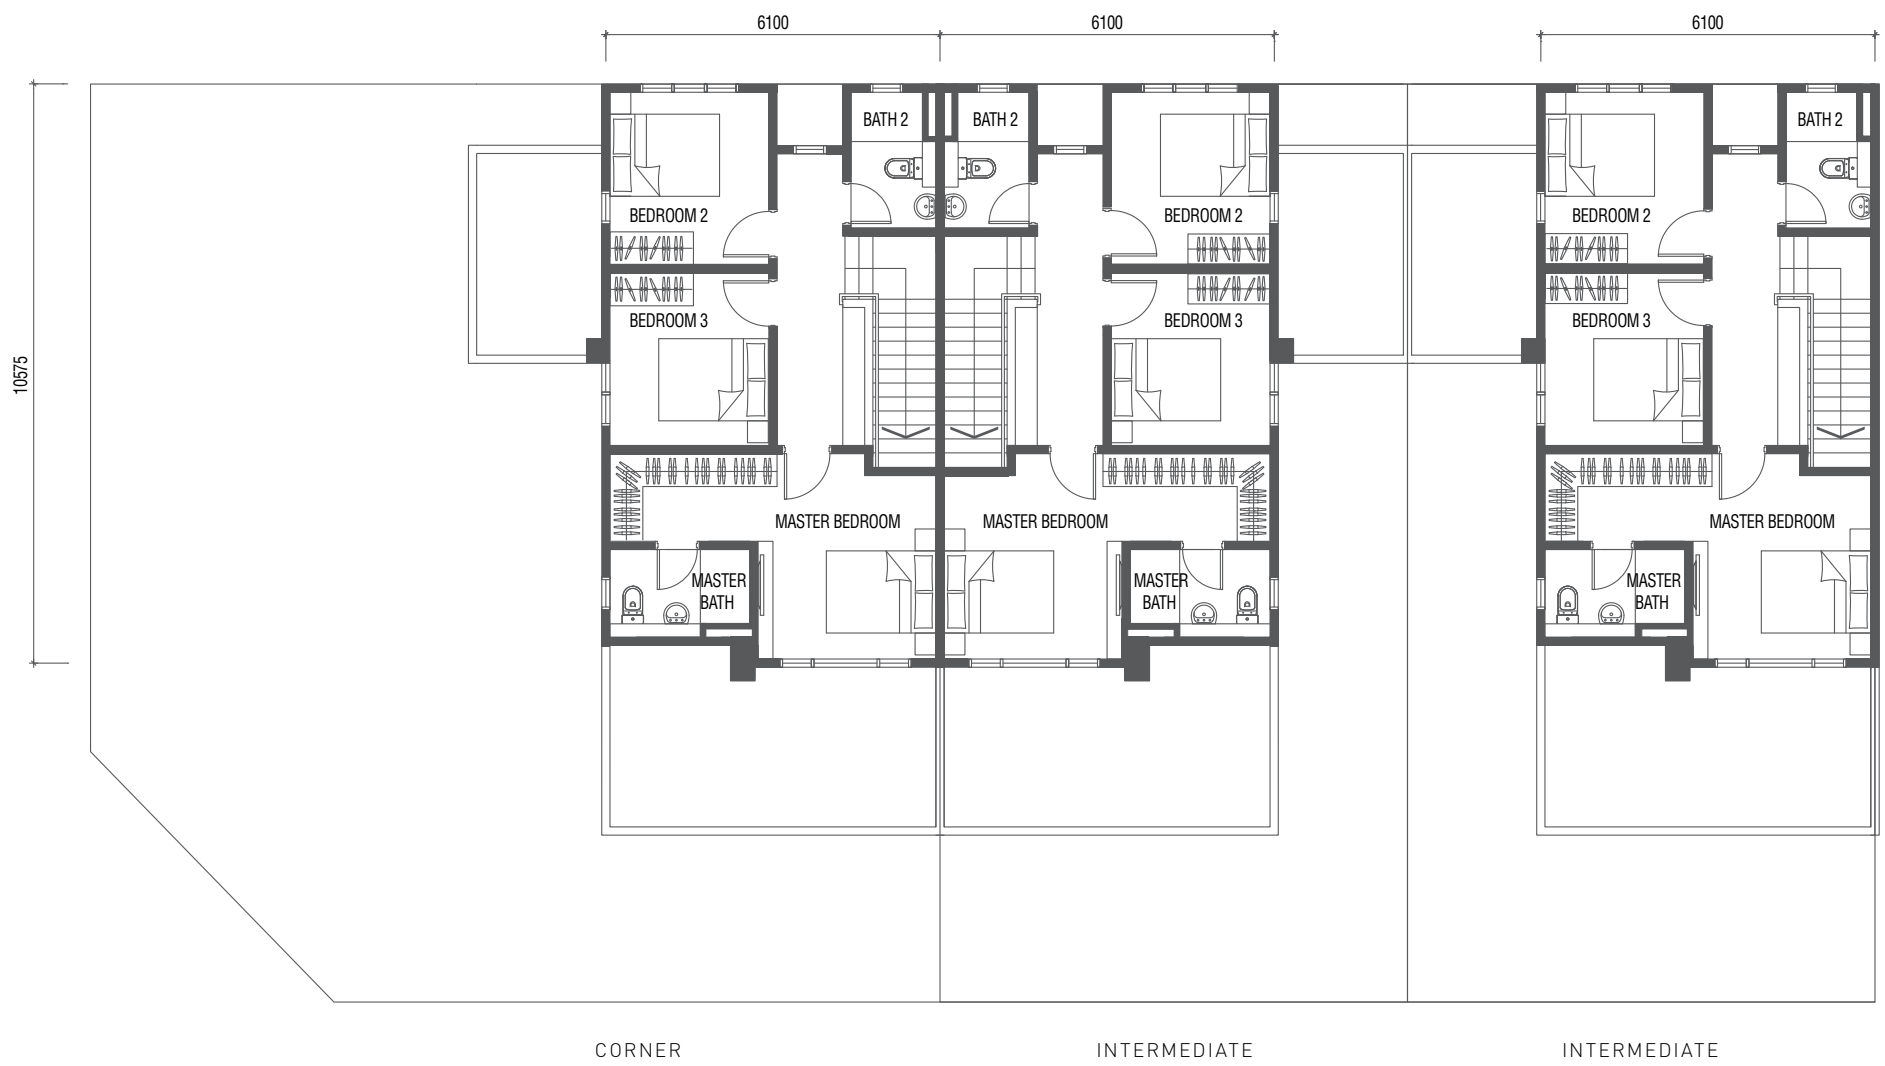 6100
6100
6100
10575
BATH 2
BATH 2
BATH 2
BEDROOM 2
BEDROOM 2
BEDROOM 2
BEDROOM 3
BEDROOM 3
BEDROOM 3
MASTER BEDROOM
MASTER BEDROOM
MASTER BEDROOM
MASTER
BATH
MASTER
BATH
MASTER
BATH
CORNER
INTERMEDIATE
INTERMEDIATE